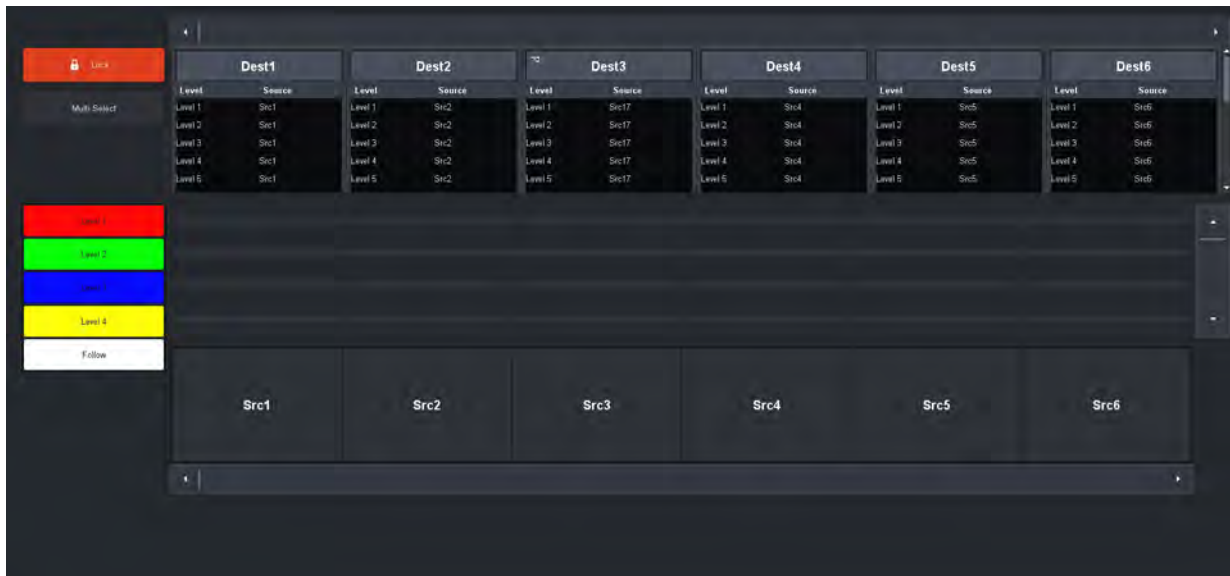 Lock
Dest1 Dest2 Dest3 Dest4 Dest5 Dest6
Level Source Level Source Level Source Level Source Level Source Level Source
Multi Select
Level 1 Src1 Level 1 Src2 Level 1 Src17 Level 1 Src4 Level 1 Src5 Level 1 Src6
Level 2 Src1 Level 2 Src2 Level 2 Src17 Level 2 Src4 Level 2 Src5 Level 2 Src6
Level 3 Src1 Level 3 Src2 Level 3 Src17 Level 3 Src4 Level 3 Src5 Level 3 Src6
Level 4 Src1 Level 4 Src2 Level 4 Src17 Level 4 Src4 Level 4 Src5 Level 4 Src6
Level 5 Src1 Level 5 Src2 Level 5 Src17 Level 5 Src4 Level 5 Src5 Level 5 Src6
Level 1
Level 2
Level 4
Follow
Src1 Src2 Src3 Src4 Src5 Src6